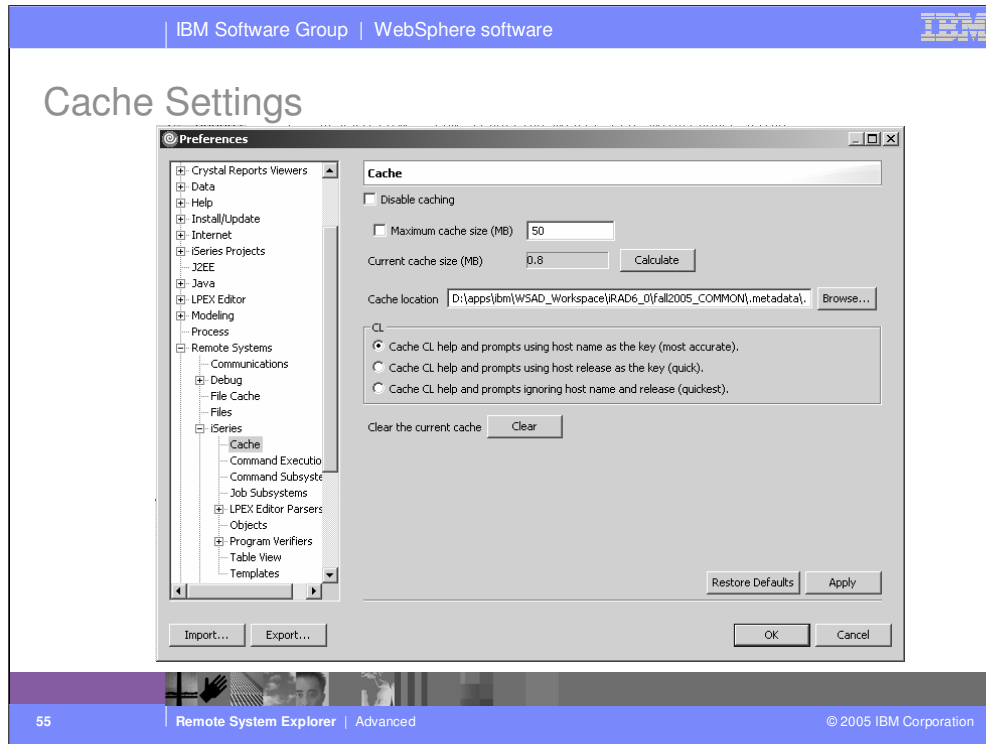 IBM Software Group | WebSphere software
IBM
Cache Settings
Preferences
Crystal Reports Viewers
Data
Help
Install/Update
Internet
iSeries Projects
J2EE
Java
LPEX Editor
Modeling
Process
Remote Systems
Communications
Debug
File Cache
Files
iSeries
Cache
Command Executio
Command Subsyste
Job Subsystems
LPEX Editor Parsers
Objects
Program Verifiers
Table View
Templates
Import...
Export...
Cache
Disable caching
Maximum cache size (MB) 50
Current cache size (MB) 0.8 Calculate
Cache location D:\apps\ibm\WSAD_Workspace\iRAD6_0\fall2005_COMMON\.metadata\. Browse...
CL
Cache CL help and prompts using host name as the key (most accurate).
Cache CL help and prompts using host release as the key (quick).
Cache CL help and prompts ignoring host name and release (quickest).
Clear the current cache Clear
Restore Defaults Apply
OK Cancel
55 Remote System Explorer | Advanced © 2005 IBM Corporation